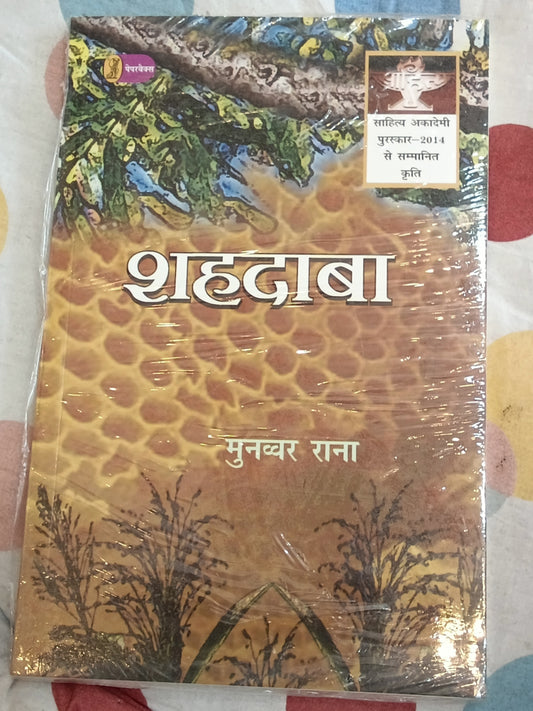 पेपरबैक्स
साहित्य
साहित्य अकादेमी
पुरस्कार–2014
से सम्पानित
कृति
शहदाबा
मुनव्वर राना